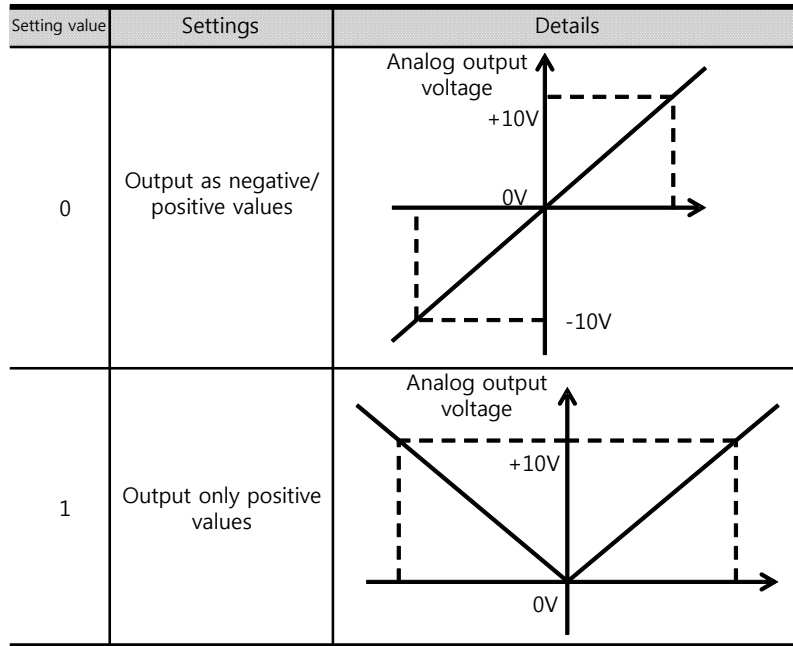 Setting value Settings Details
0
Output as negative/
positive values
Analog output
voltage
+10V
0V
-10V
1
Output only positive
values
Analog output
voltage
+10V
0V